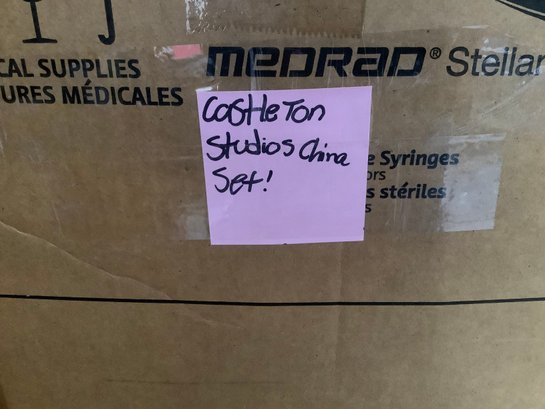 CAL SUPPLIES
URES MÉDICALES
MEDRAD® Stellar
Castleton
Studios China
Set!
e Syringes
ors
s stériles
s